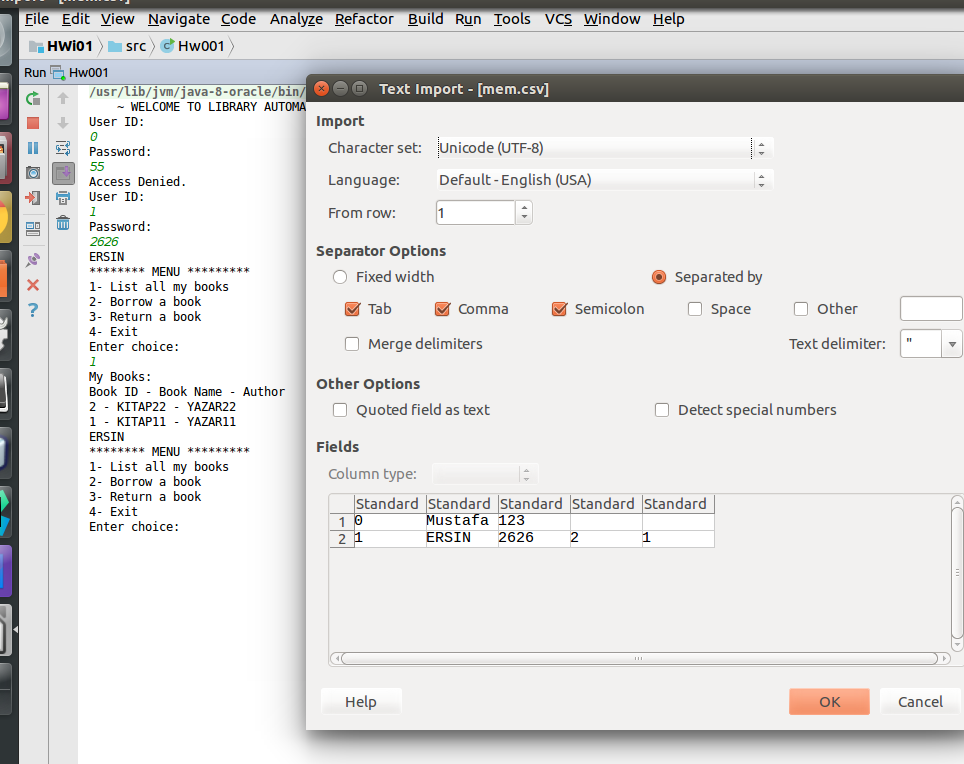 Import - [mem.csv]
File Edit View Navigate Code Analyze Refactor Build Run Tools VCS Window Help
HWi01 src Hw001
Run Hw001
/usr/lib/jvm/java-8-oracle/bin/
~ WELCOME TO LIBRARY AUTOMA
User ID:
0
Password:
55
Access Denied.
User ID:
1
Password:
2626
ERSIN
******** MENU *********
1- List all my books
2- Borrow a book
3- Return a book
4- Exit
Enter choice:
1
My Books:
Book ID - Book Name - Author
2 - KITAP22 - YAZAR22
1 - KITAP11 - YAZAR11
ERSIN
******** MENU *********
1- List all my books
2- Borrow a book
3- Return a book
4- Exit
Enter choice:
Text Import - [mem.csv]
Import
Character set: Unicode (UTF-8)
Language: Default - English (USA)
From row: 1
Separator Options
Fixed width Separated by
Tab Comma Semicolon Space Other
Merge delimiters Text delimiter: "
Other Options
Quoted field as text Detect special numbers
Fields
Column type:
Standard Standard Standard Standard Standard
1 0 Mustafa 123
2 1 ERSIN 2626 2 1
Help OK Cancel